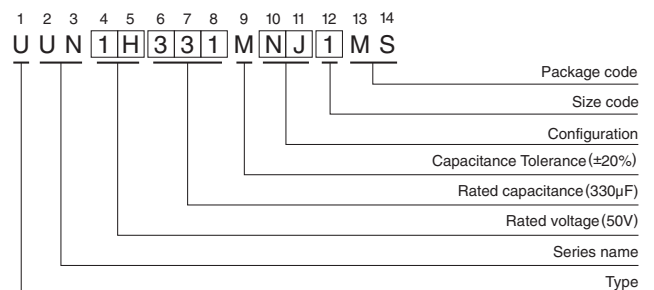 1 2 3 4 5 6 7 8 9 10 11 12 13 14
U U N 1 H 3 3 1 M N J 1 M S
Package code
Size code
Configuration
Capacitance Tolerance (±20%)
Rated capacitance (330µF)
Rated voltage (50V)
Series name
Type